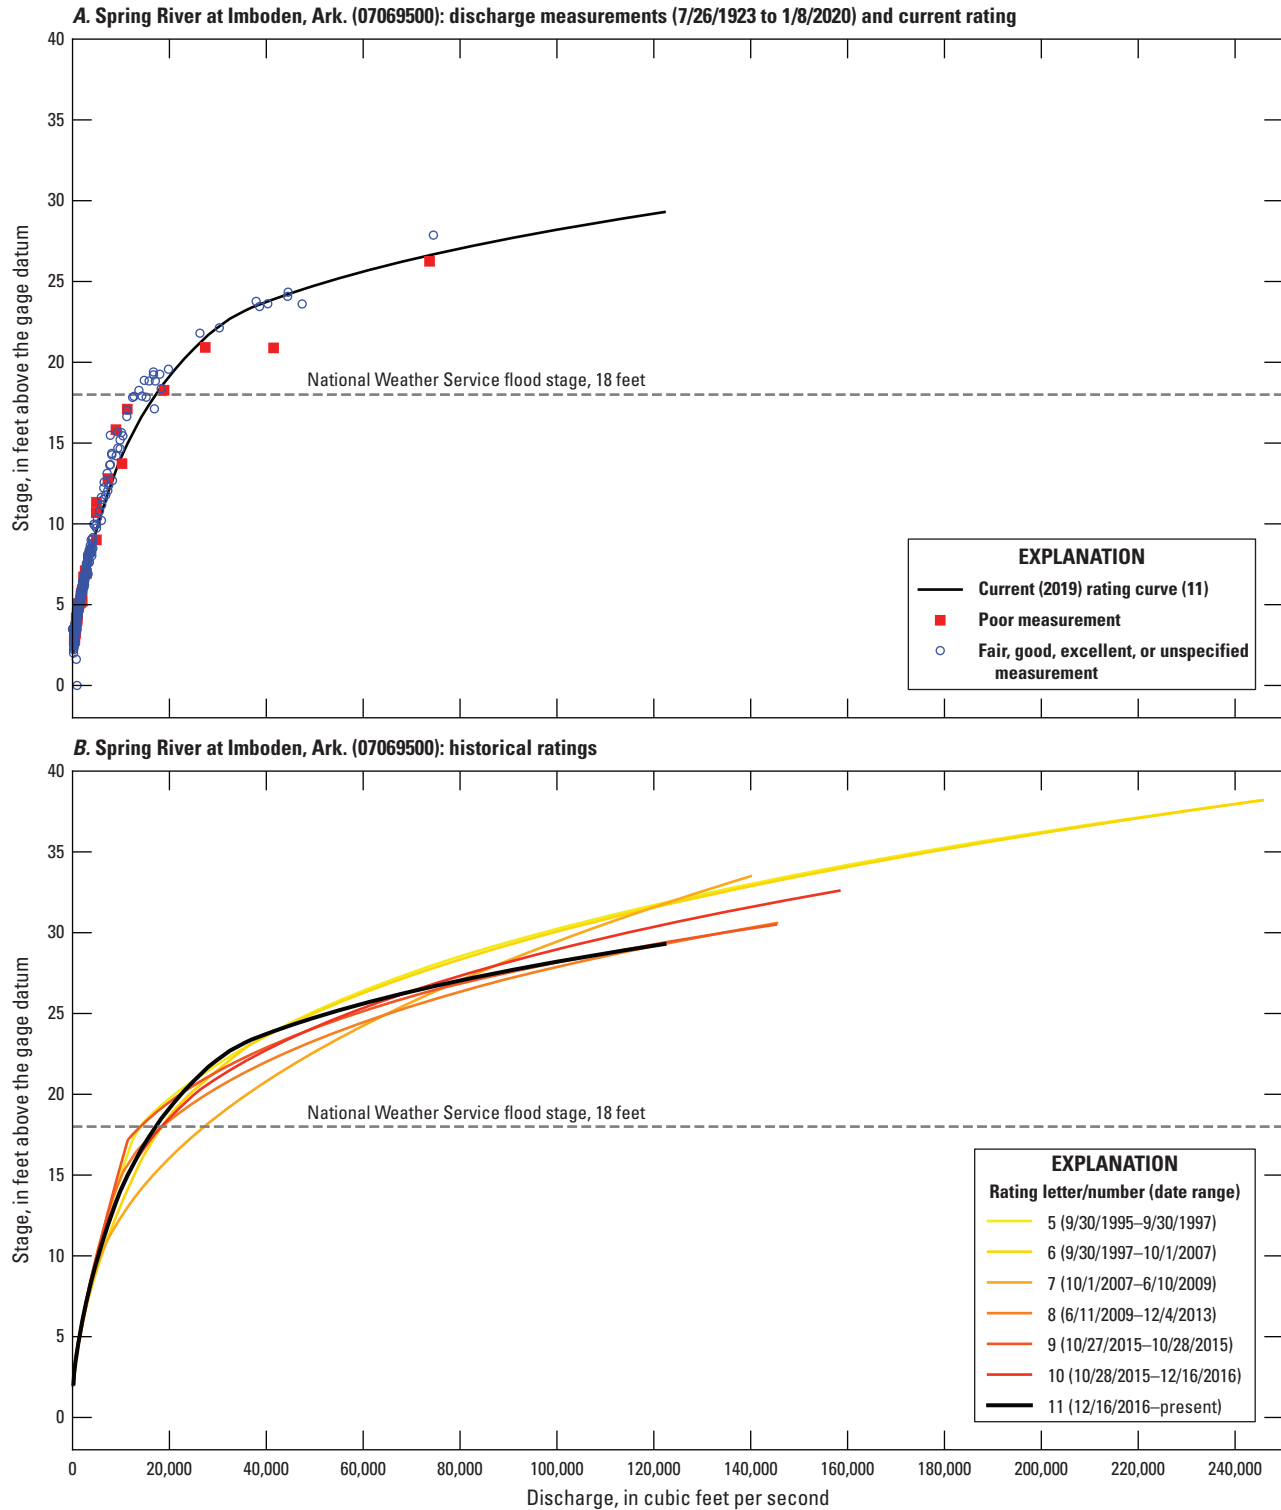 A. Spring River at Imboden, Ark. (07069500): discharge measurements (7/26/1923 to 1/8/2020) and current rating
40
35
30
25
20
15
10
5
0
Stage, in feet above the gage datum
National Weather Service flood stage, 18 feet
EXPLANATION
Current (2019) rating curve (11)
Poor measurement
Fair, good, excellent, or unspecified
measurement
B. Spring River at Imboden, Ark. (07069500): historical ratings
40
35
30
25
20
15
10
5
0
Stage, in feet above the gage datum
National Weather Service flood stage, 18 feet
EXPLANATION
Rating letter/number (date range)
5 (9/30/1995–9/30/1997)
6 (9/30/1997–10/1/2007)
7 (10/1/2007–6/10/2009)
8 (6/11/2009–12/4/2013)
9 (10/27/2015–10/28/2015)
10 (10/28/2015–12/16/2016)
11 (12/16/2016–present)
0 20,000 40,000 60,000 80,000 100,000 120,000 140,000 160,000 180,000 200,000 220,000 240,000
Discharge, in cubic feet per second